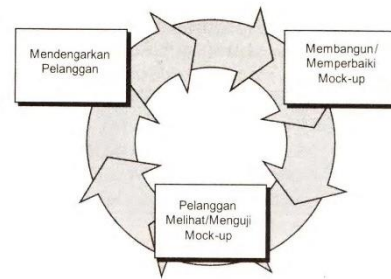 Mendengarkan
Pelanggan
Membangun/
Memperbaiki
Mock-up
Pelanggan
Melihat/Menguji
Mock-up